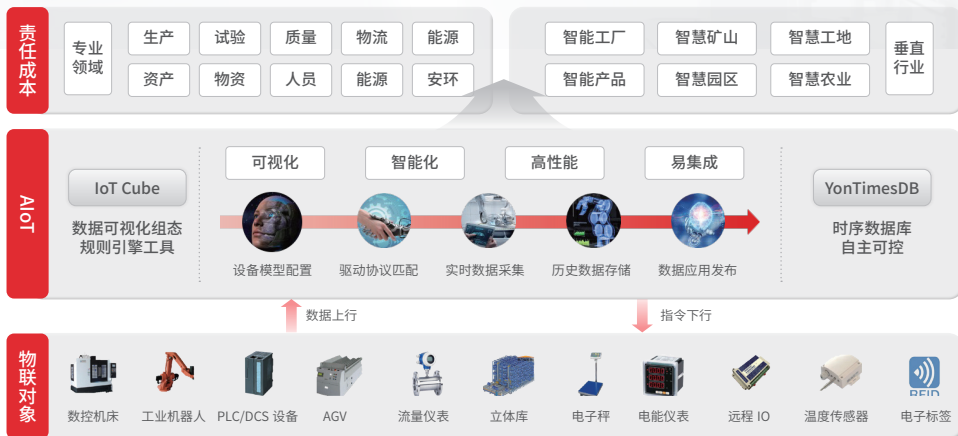 责任成本
专业
领域
生产 试验 质量 物流 能源
资产 物资 人员 能源 安环
智能工厂 智慧矿山 智慧工地
智能产品 智慧园区 智慧农业
垂直
行业
AIoT
IoT Cube
数据可视化组态
规则引擎工具
可视化 智能化 高性能 易集成
设备模型配置 驱动协议匹配 实时数据采集 历史数据存储 数据应用发布
YonTimesDB
时序数据库
自主可控
数据上行 指令下行
物联对象
RFID
数控机床 工业机器人 PLC/DCS 设备 AGV 流量仪表 立体库 电子秤 电能仪表 远程 IO 温度传感器 电子标签